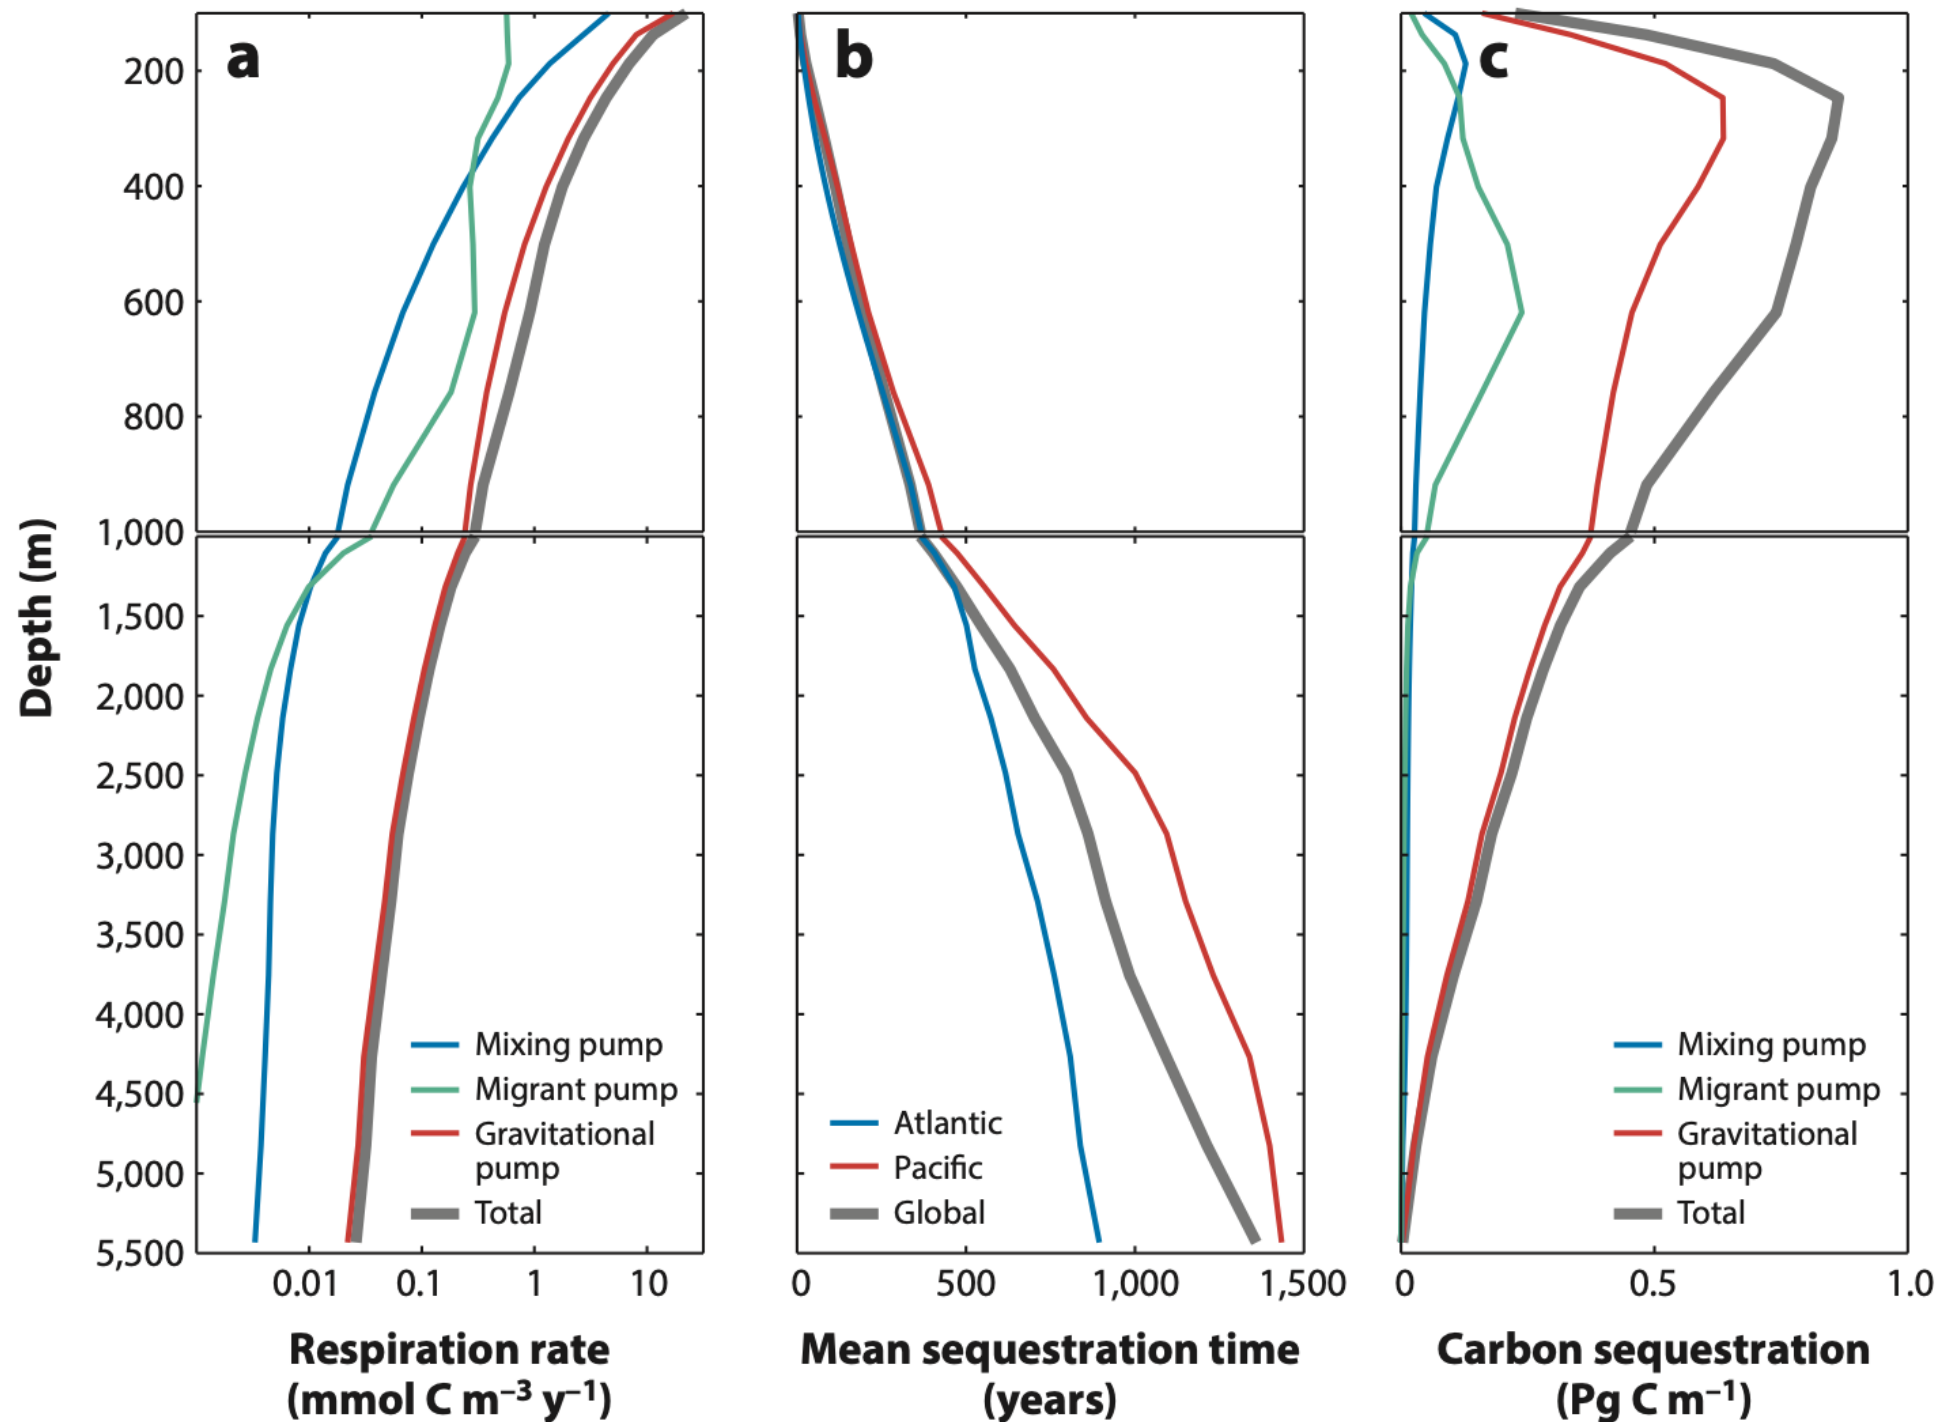 a
b
c
Depth (m)
200
400
600
800
1,000
1,000
1,500
2,000
2,500
3,000
3,500
4,000
4,500
5,000
5,500
Mixing pump
Migrant pump
Gravitational
pump
Total
0.01
0.1
1
10
Respiration rate
(mmol C m⁻³ y⁻¹)
Atlantic
Pacific
Global
0
500
1,000
1,500
Mean sequestration time
(years)
Mixing pump
Migrant pump
Gravitational
pump
Total
0
0.5
1.0
Carbon sequestration
(Pg C m⁻¹)